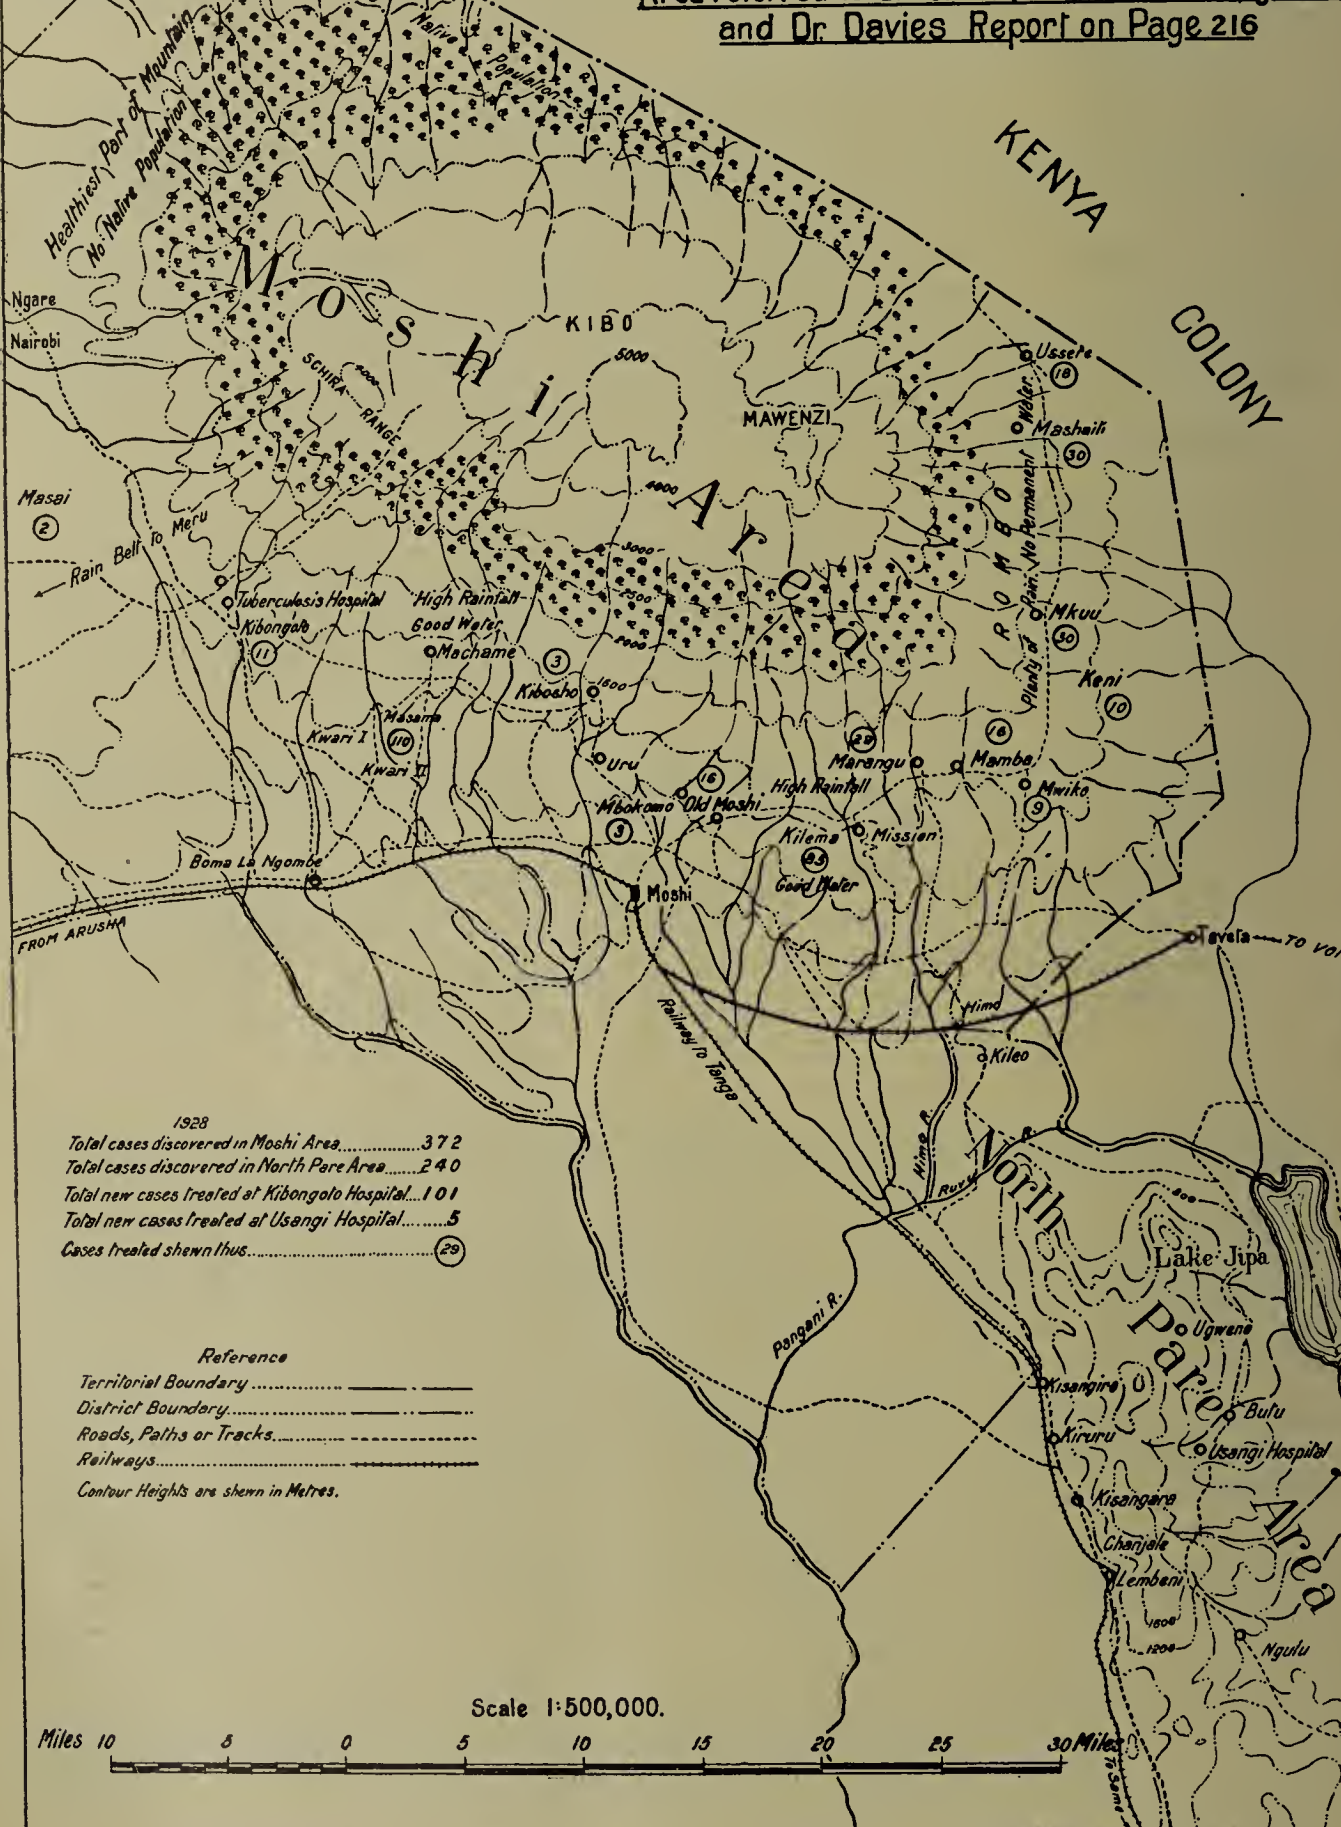 and Dr. Davies Report on Page 216
KENYA
COLONY
Healthiest Part of Mountain
No Native Population
Native
Population
Moshi
Area
Ngare
Nairobi
KIBO
5000
SCHIRA RANGE
4000
MAWENZI
4000
3000
2500
2000
1600
Ussere
18
Mashaiti
30
ROMBO
Plenty of Rain, No Permanent Water
Mkuu
30
Keni
10
Masai
2
Rain Belt to Meru
Tuberculosis Hospital
Kibongoto
11
High Rainfall
Good Water
Machame
3
Kibosho
Masama
110
Kwari I
Kwari II
Uru
16
Mbokomo
3
Old Moshi
29
Marangu
16
Mamba
High Rainfall
Mwika
9
Kilema
95
Mission
Good Water
Boma La Ngombe
Moshi
FROM ARUSHA
Taveta
TO VOI
Himo
Kileo
Railway to Tanga
Himo R.
Ruvu R.
Pangani R.
North
Pare
Area
800
Lake Jipa
Ugweno
Kisangiro
Butu
Kiruru
Usangi Hospital
Kisangara
Chanjale
Lembeni
1600
1200
Ngulu
To Same
1928
Total cases discovered in Moshi Area 372
Total cases discovered in North Pare Area 240
Total new cases treated at Kibongoto Hospital 101
Total new cases treated at Usangi Hospital 5
Cases treated shewn thus 29
Reference
Territorial Boundary
District Boundary
Roads, Paths or Tracks
Railways
Contour Heights are shewn in Metres.
Scale 1:500,000.
Miles 10 5 0 5 10 15 20 25 30 Miles